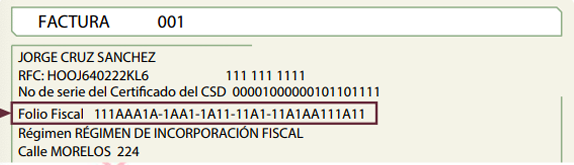 FACTURA 001
JORGE CRUZ SANCHEZ
RFC: HOOJ640222KL6 111 111 1111
No de serie del Certificado del CSD 00001000000101101111
Folio Fiscal 111AAA1A-1AA1-1A11-11A1-11A1AA111A11
Régimen RÉGIMEN DE INCORPORACIÓN FISCAL
Calle MORELOS 224